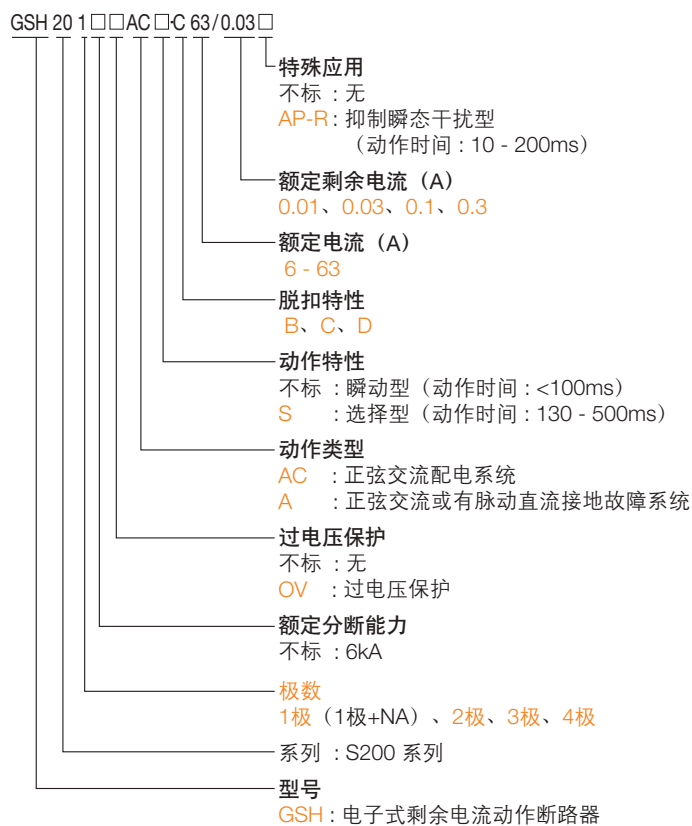 GSH 20 1 □ □ AC □-C 63 / 0.03 □
特殊应用
不标 : 无
AP-R : 抑制瞬态干扰型
（动作时间 : 10 - 200ms）
额定剩余电流（A）
0.01、0.03、0.1、0.3
额定电流（A）
6 - 63
脱扣特性
B、C、D
动作特性
不标 : 瞬动型（动作时间 : <100ms）
S : 选择型（动作时间 : 130 - 500ms）
动作类型
AC : 正弦交流配电系统
A : 正弦交流或有脉动直流接地故障系统
过电压保护
不标 : 无
OV : 过电压保护
额定分断能力
不标 : 6kA
极数
1极（1极+NA）、2极、3极、4极
系列 : S200 系列
型号
GSH : 电子式剩余电流动作断路器